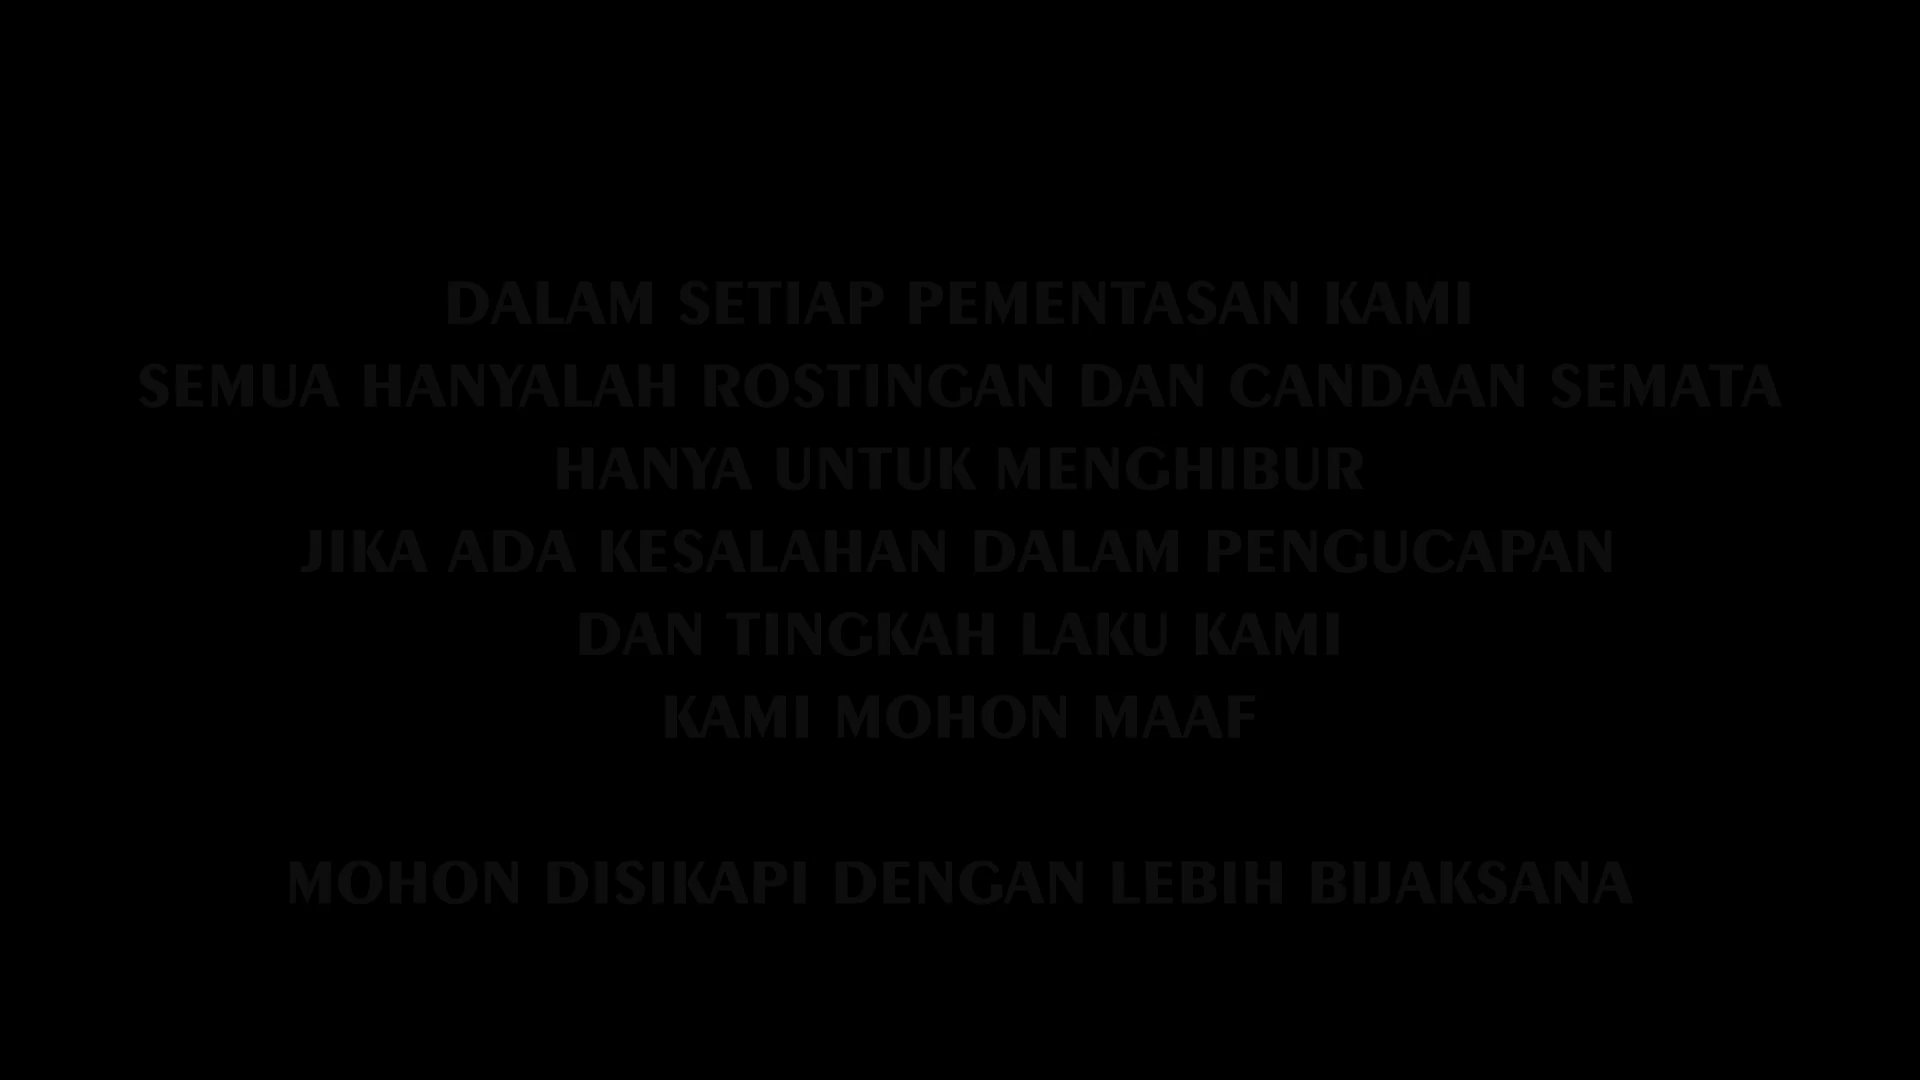 DALAM SETIAP PEMENTASAN KAMI
SEMUA HANYALAH ROSTINGAN DAN CANDAAN SEMATA
HANYA UNTUK MENGHIBUR
JIKA ADA KESALAHAN DALAM PENGUCAPAN
DAN TINGKAH LAKU KAMI
KAMI MOHON MAAF
MOHON DISIKAPI DENGAN LEBIH BIJAKSANA